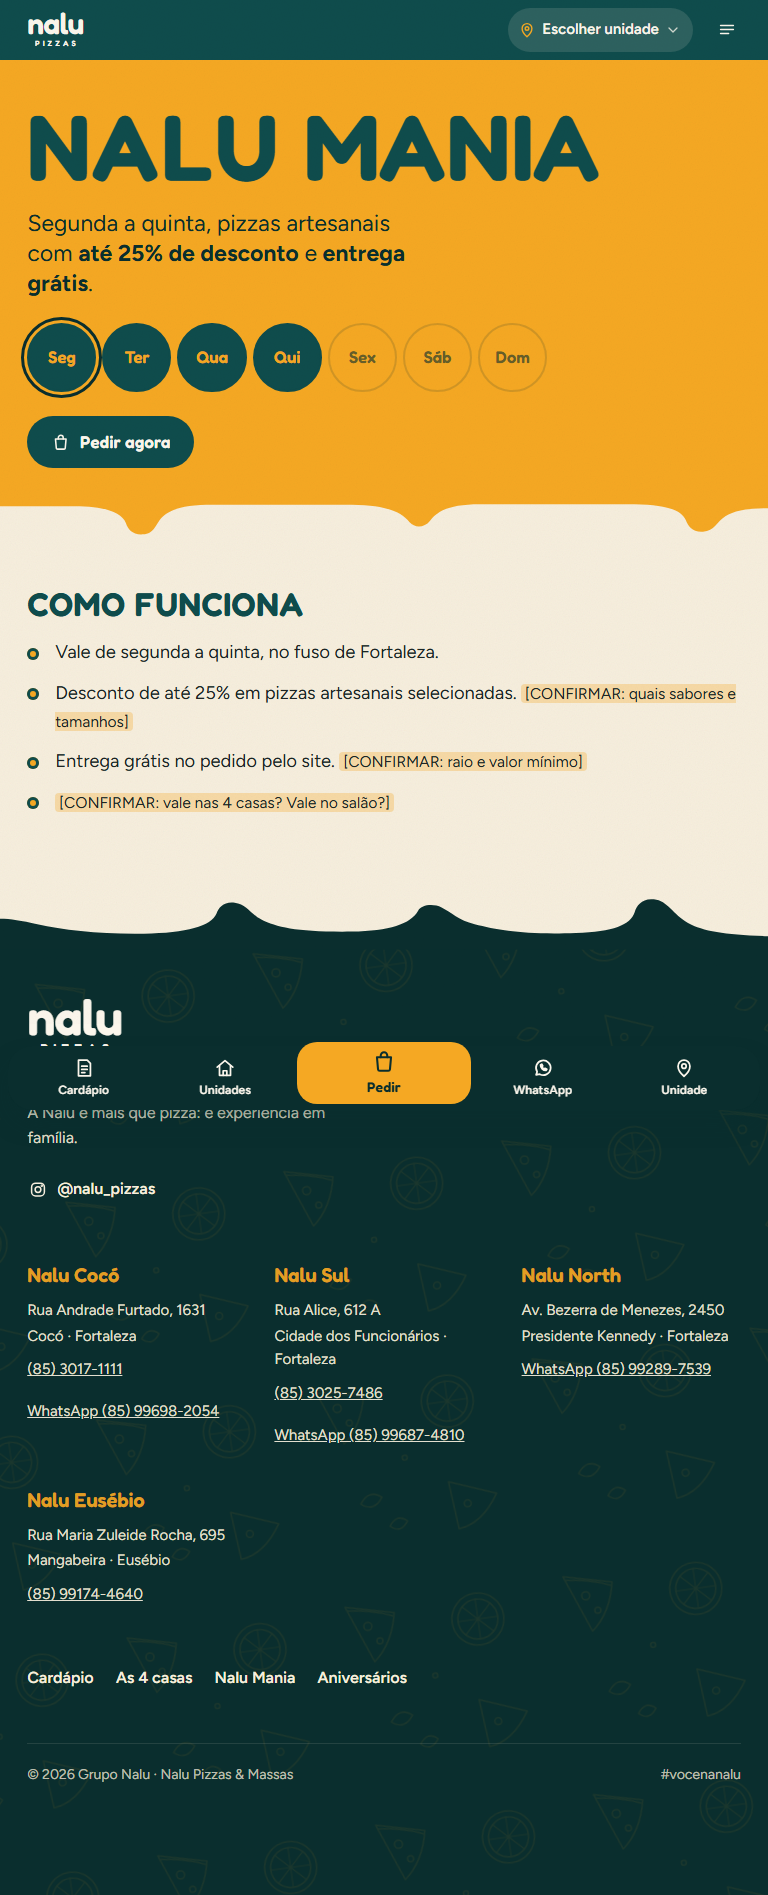 nalu
PIZZAS
Escolher unidade
NALU MANIA
Segunda a quinta, pizzas artesanais
com até 25% de desconto e entrega
grátis.
Seg
Ter
Qua
Qui
Sex
Sáb
Dom
Pedir agora
COMO FUNCIONA
Vale de segunda a quinta, no fuso de Fortaleza.
Desconto de até 25% em pizzas artesanais selecionadas. [CONFIRMAR: quais sabores e
tamanhos]
Entrega grátis no pedido pelo site. [CONFIRMAR: raio e valor mínimo]
[CONFIRMAR: vale nas 4 casas? Vale no salão?]
nalu
Cardápio
Unidades
Pedir
WhatsApp
Unidade
A Nalu é mais que pizza: é experiência em
família.
@nalu_pizzas
Nalu Cocó
Rua Andrade Furtado, 1631
Cocó · Fortaleza
(85) 3017-1111
WhatsApp (85) 99698-2054
Nalu Sul
Rua Alice, 612 A
Cidade dos Funcionários ·
Fortaleza
(85) 3025-7486
WhatsApp (85) 99687-4810
Nalu North
Av. Bezerra de Menezes, 2450
Presidente Kennedy · Fortaleza
WhatsApp (85) 99289-7539
Nalu Eusébio
Rua Maria Zuleide Rocha, 695
Mangabeira · Eusébio
(85) 99174-4640
Cardápio
As 4 casas
Nalu Mania
Aniversários
© 2026 Grupo Nalu · Nalu Pizzas & Massas
#vocenanalu